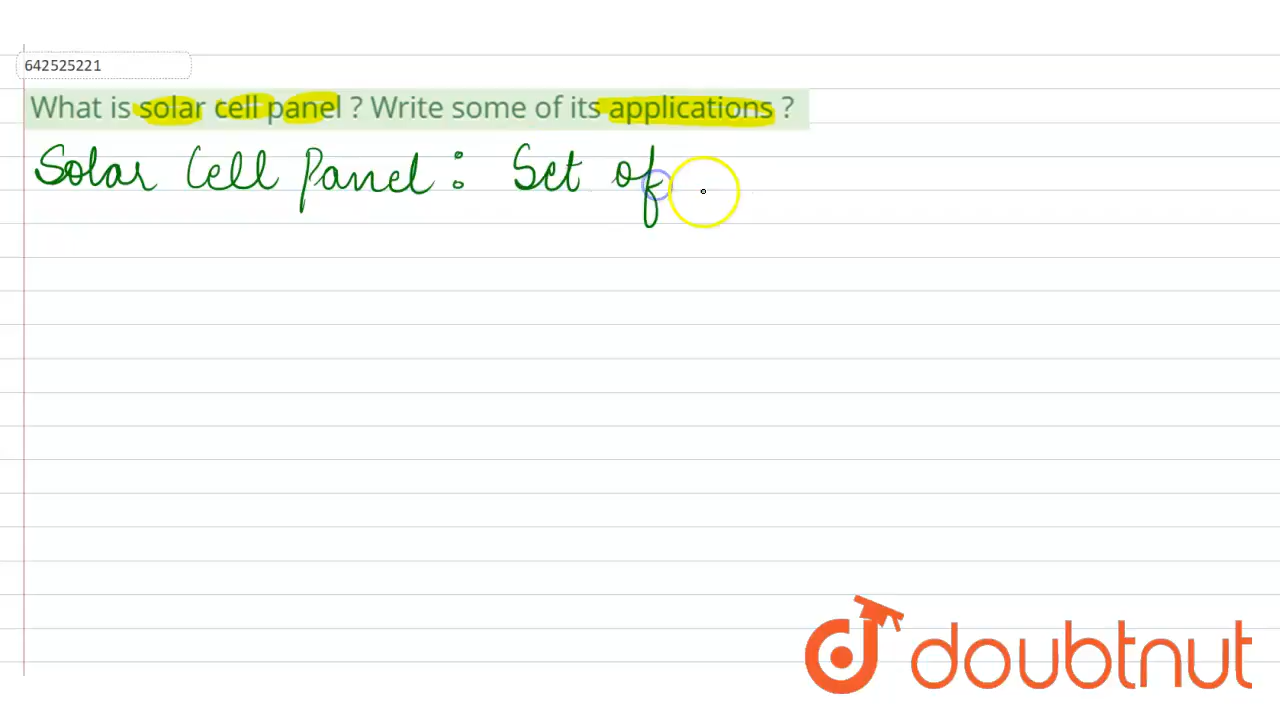 642525221
What is solar cell panel ? Write some of its applications ?
Solar Cell Panel : Set of
doubtnut